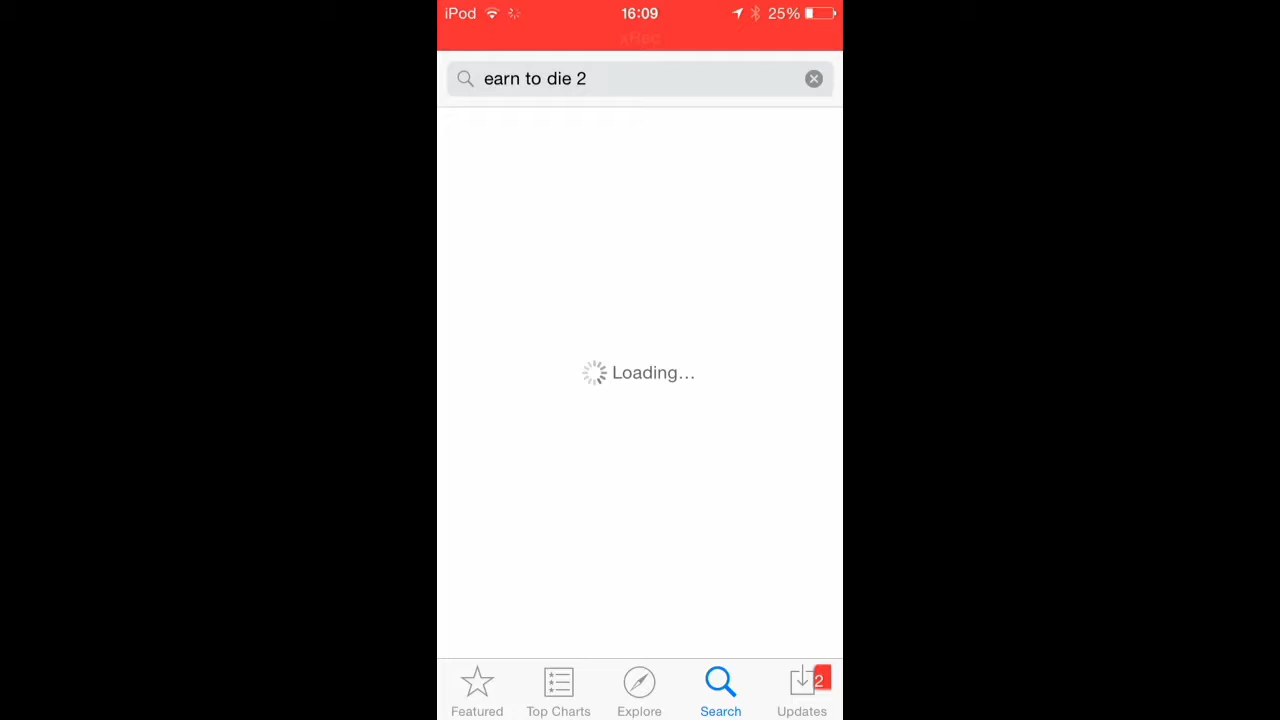 iPod 16:09 25%
earn to die 2
Loading...
2
Featured Top Charts Explore Search Updates